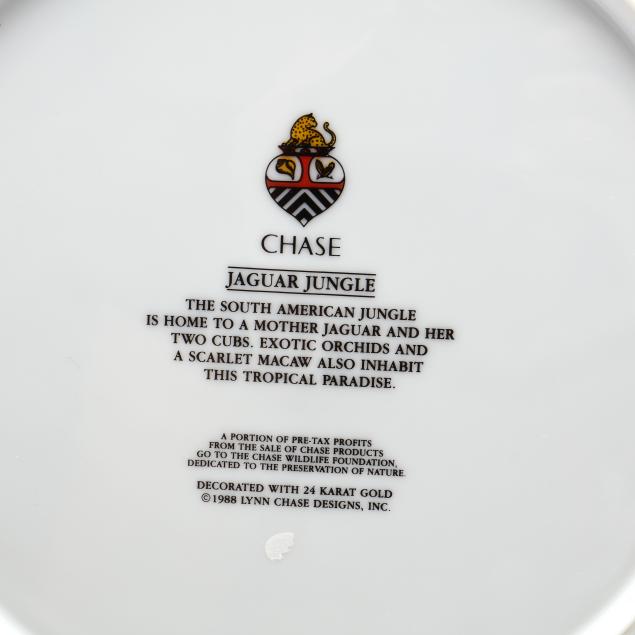 CHASE
JAGUAR JUNGLE
THE SOUTH AMERICAN JUNGLE
IS HOME TO A MOTHER JAGUAR AND HER
TWO CUBS. EXOTIC ORCHIDS AND
A SCARLET MACAW ALSO INHABIT
THIS TROPICAL PARADISE.
A PORTION OF PRE-TAX PROFITS
FROM THE SALE OF CHASE PRODUCTS
GO TO THE CHASE WILDLIFE FOUNDATION,
DEDICATED TO THE PRESERVATION OF NATURE.
DECORATED WITH 24 KARAT GOLD
©1988 LYNN CHASE DESIGNS, INC.